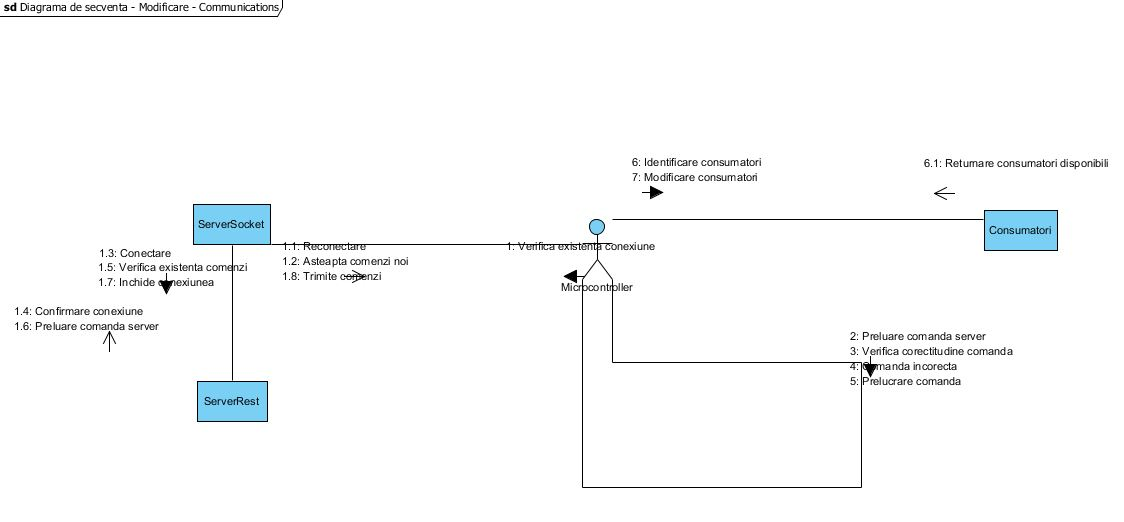 sd Diagrama de secventa - Modificare - Communications
6: Identificare consumatori
7: Modificare consumatori
6.1: Returnare consumatori disponibili
ServerSocket
Consumatori
1.1: Reconectare
1.2: Asteapta comenzi noi
1.8: Trimite comenzi
1: Verifica existenta conexiune
1.3: Conectare
1.5: Verifica existenta comenzi
1.7: Inchide conexiunea
Microcontroller
1.4: Confirmare conexiune
1.6: Preluare comanda server
2: Preluare comanda server
3: Verifica corectitudine comanda
4: Comanda incorecta
5: Prelucrare comanda
ServerRest